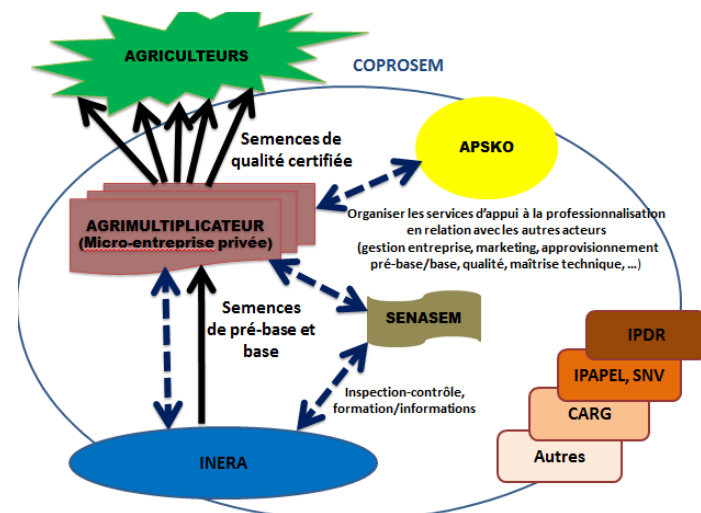 AGRICULTEURS
COPROSEM
Semences de
qualité certifiée
APSKO
AGRIMULTIPLICATEUR
(Micro-entreprise privée)
Organiser les services d'appui à la professionnalisation
en relation avec les autres acteurs
(gestion entreprise, marketing, approvisionnement
pré-base/base, qualité, maîtrise technique, ...)
Semences
de pré-base et
base
SENASEM
Inspection-contrôle,
formation/informations
INERA
IPDR
IPAPEL, SNV
CARG
Autres